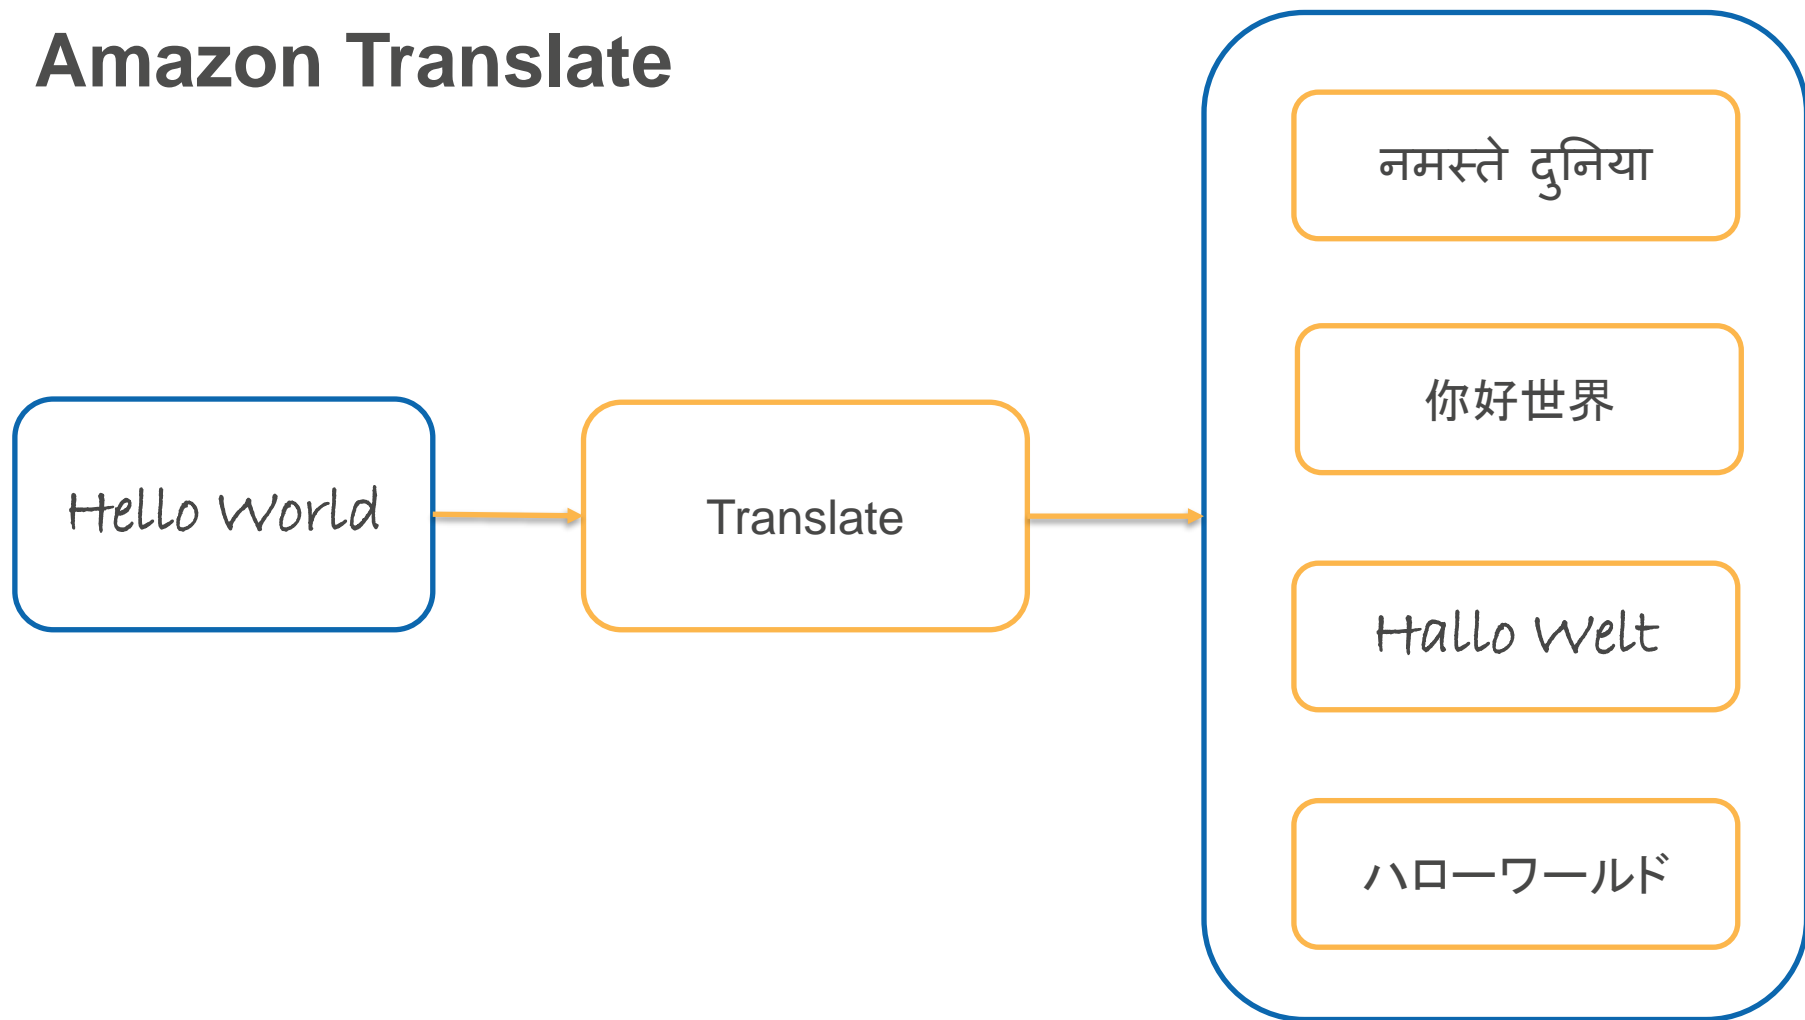 Amazon Translate
Hello World
Translate
नमस्ते दुनिया
你好世界
Hallo Welt
ハローワールド